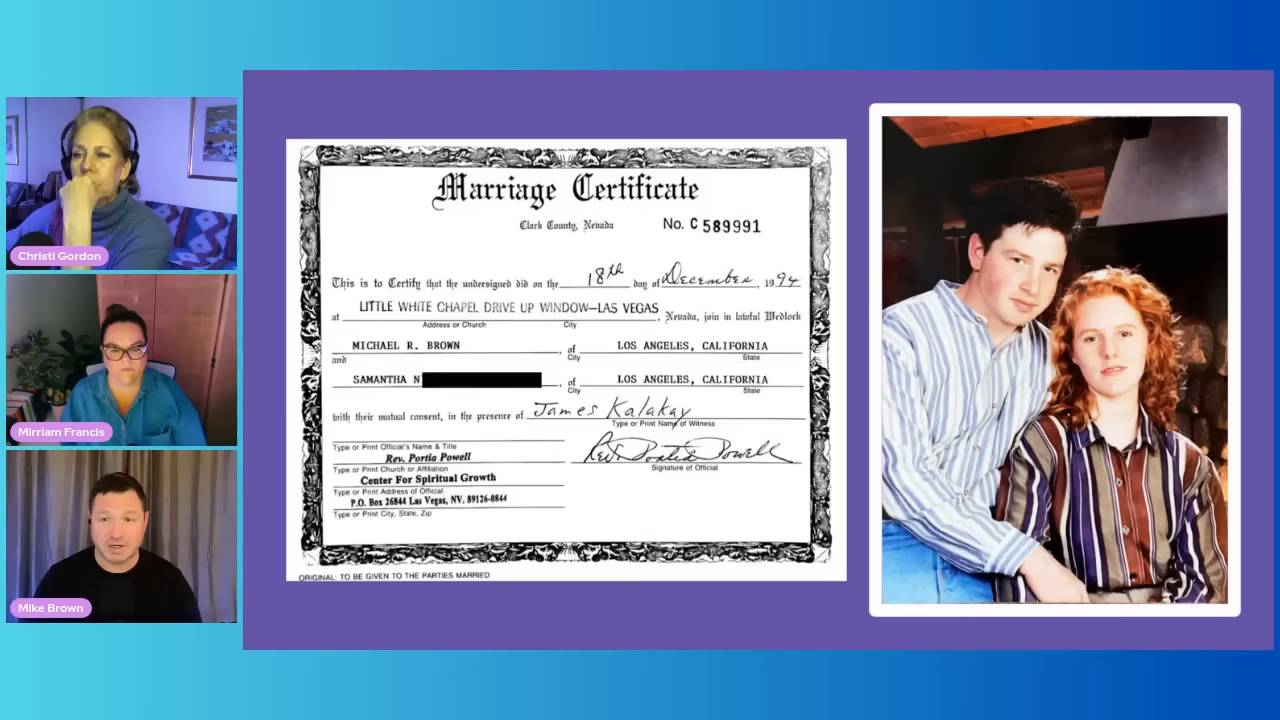 Christi Gordon
Mirriam Francis
Mike Brown
Marriage Certificate
Clark County, Nevada
No. C 589991
This is to Certify that the undersigned did on the 18th day of December, 1994
at LITTLE WHITE CHAPEL DRIVE UP WINDOW—LAS VEGAS, Nevada, join in lawful Wedlock
Address or Church City
MICHAEL R. BROWN, of LOS ANGELES, CALIFORNIA
and City State
SAMANTHA N, of LOS ANGELES, CALIFORNIA
City State
with their mutual consent, in the presence of James Kalakay
Type or Print Name of Witness
Type or Print Official's Name & Title
Rev. Portia Powell
Rev. Portia Powell
Type or Print Church or Affiliation
Signature of Official
Center For Spiritual Growth
Type or Print Address of Official
P.O. Box 26844 Las Vegas, NV. 89126-0844
Type or Print City, State, Zip
ORIGINAL: TO BE GIVEN TO THE PARTIES MARRIED